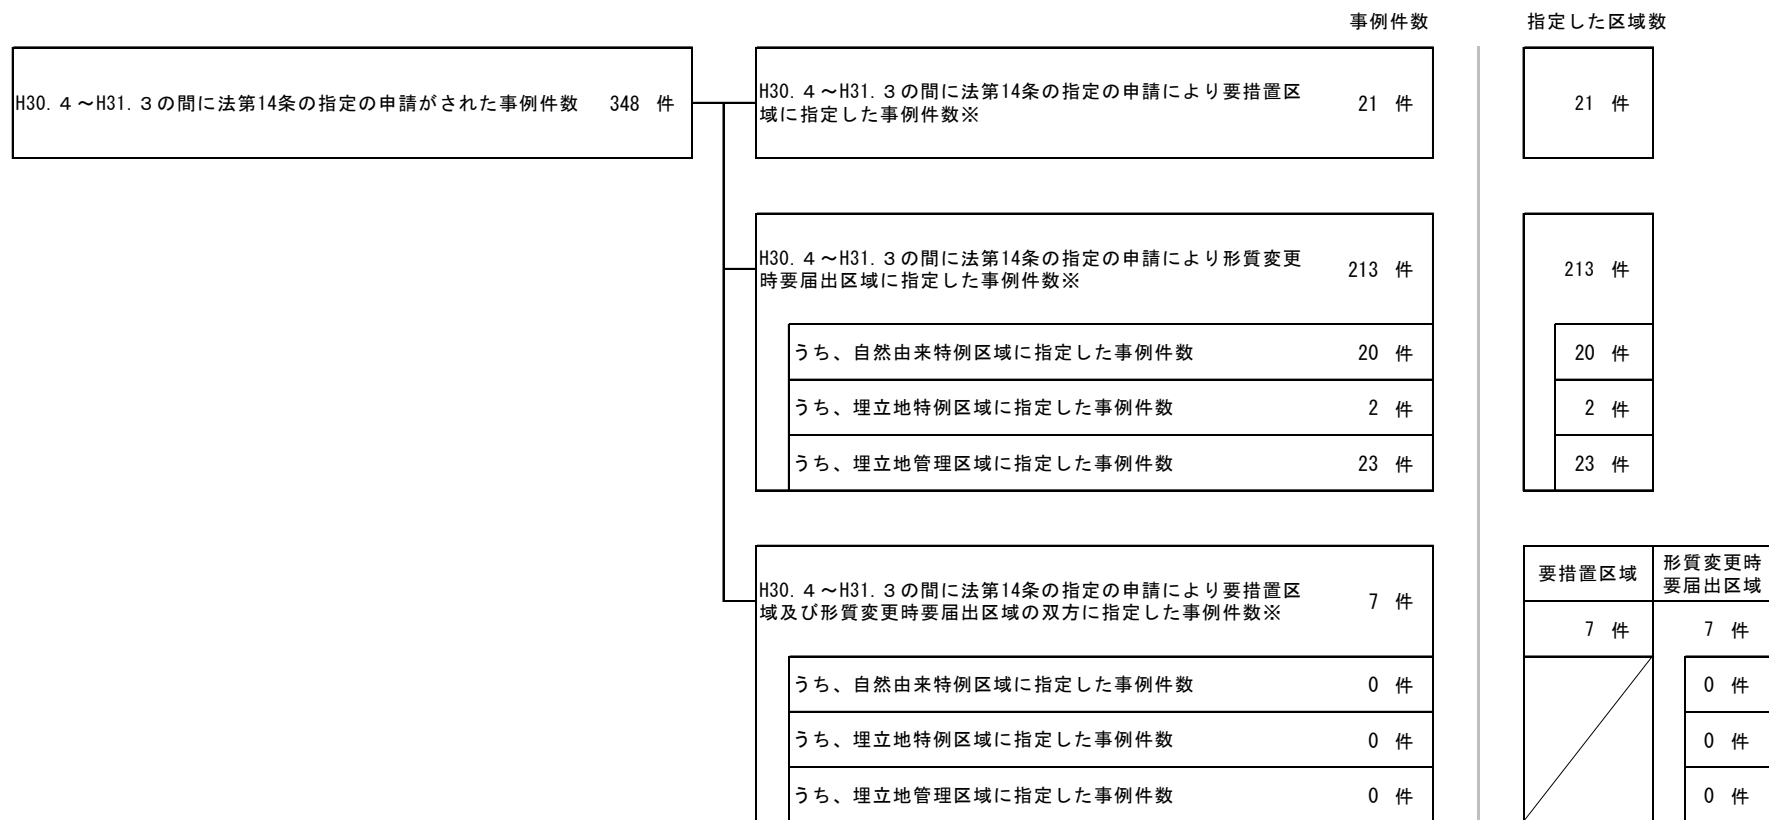 事例件数 指定した区域数
H30.４～H31.３の間に法第14条の指定の申請がされた事例件数 348 件
H30.４～H31.３の間に法第14条の指定の申請により要措置区
域に指定した事例件数※
21 件 21 件
H30.４～H31.３の間に法第14条の指定の申請により形質変更
時要届出区域に指定した事例件数※
213 件 213 件
うち、自然由来特例区域に指定した事例件数 20 件 20 件
うち、埋立地特例区域に指定した事例件数 2 件 2 件
うち、埋立地管理区域に指定した事例件数 23 件 23 件
H30.４～H31.３の間に法第14条の指定の申請により要措置区
域及び形質変更時要届出区域の双方に指定した事例件数※
7 件
要措置区域
形質変更時
要届出区域
7 件 7 件
うち、自然由来特例区域に指定した事例件数 0 件 0 件
うち、埋立地特例区域に指定した事例件数 0 件 0 件
うち、埋立地管理区域に指定した事例件数 0 件 0 件